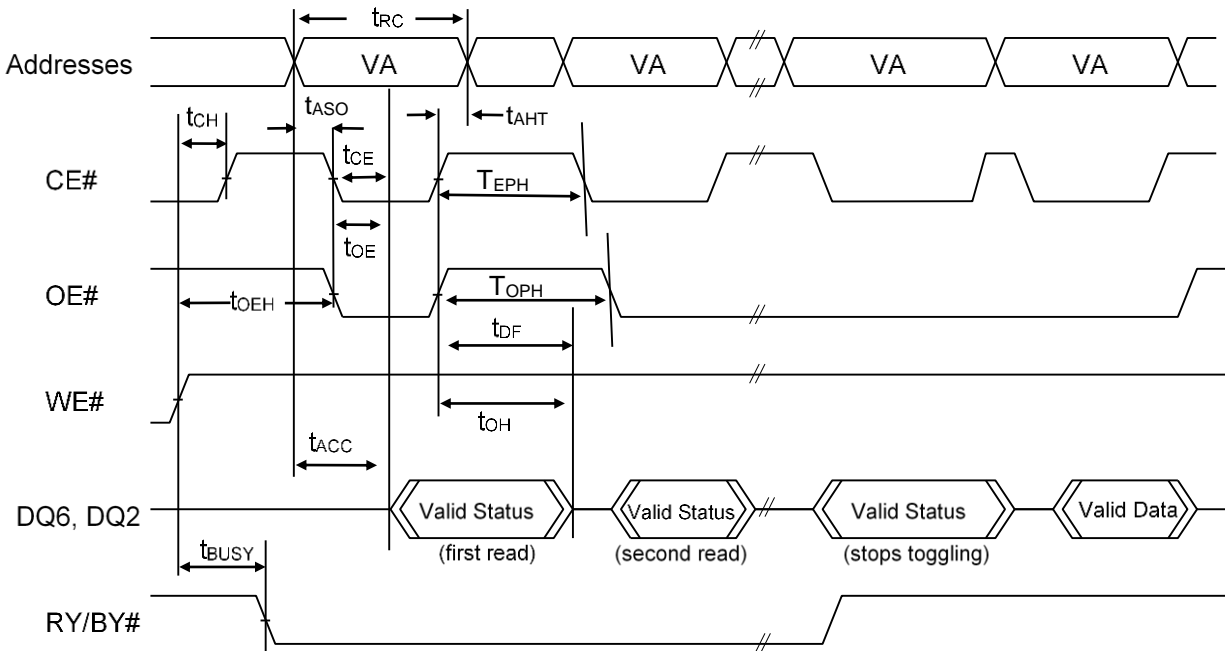 tRC
Addresses VA VA VA VA
tCH tASO tAHT
CE# tCE TEPH
tOE
OE# tOEH TOPH
tDF
WE# tOH
tACC
DQ6, DQ2 Valid Status Valid Status Valid Status Valid Data
(first read) (second read) (stops toggling)
tBUSY
RY/BY#